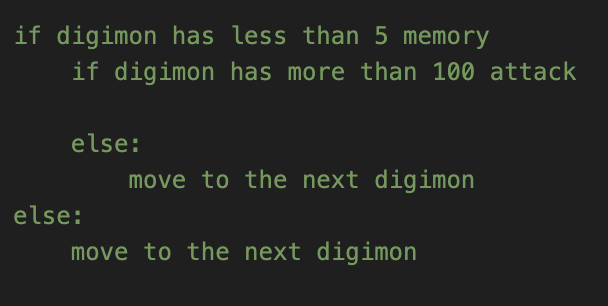 if digimon has less than 5 memory
    if digimon has more than 100 attack

    else:
        move to the next digimon
else:
    move to the next digimon